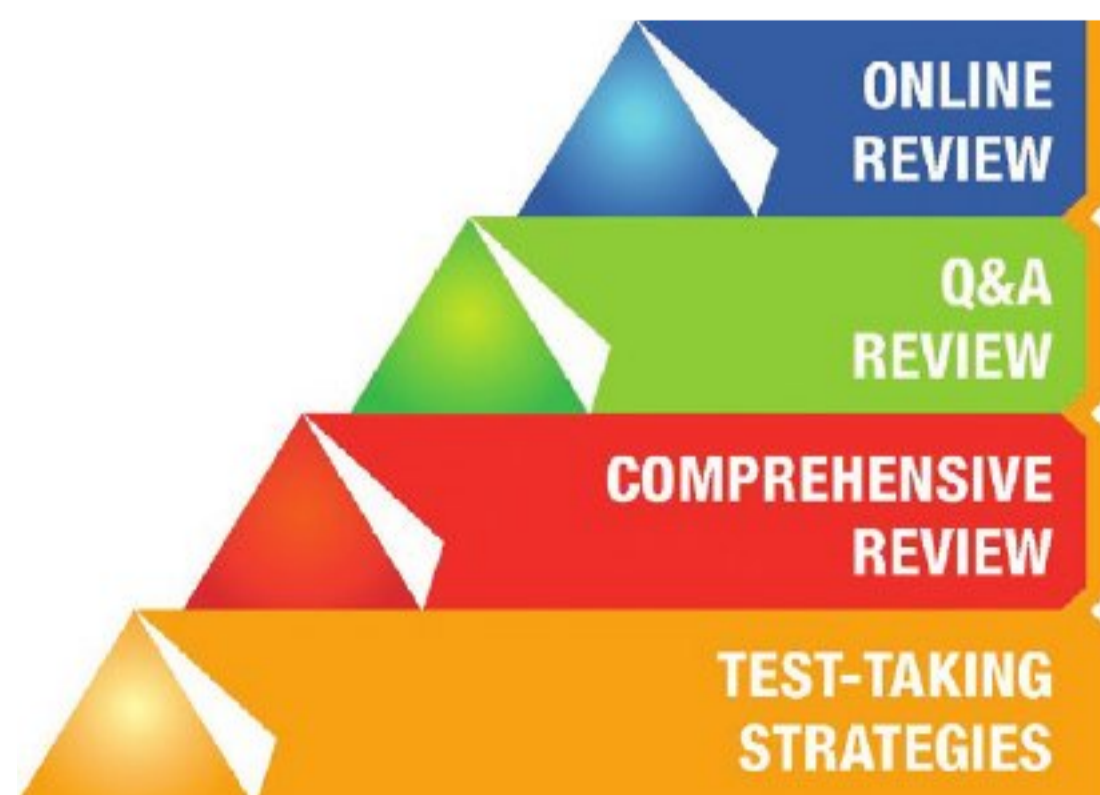 ONLINE
REVIEW
Q&A
REVIEW
COMPREHENSIVE
REVIEW
TEST-TAKING
STRATEGIES